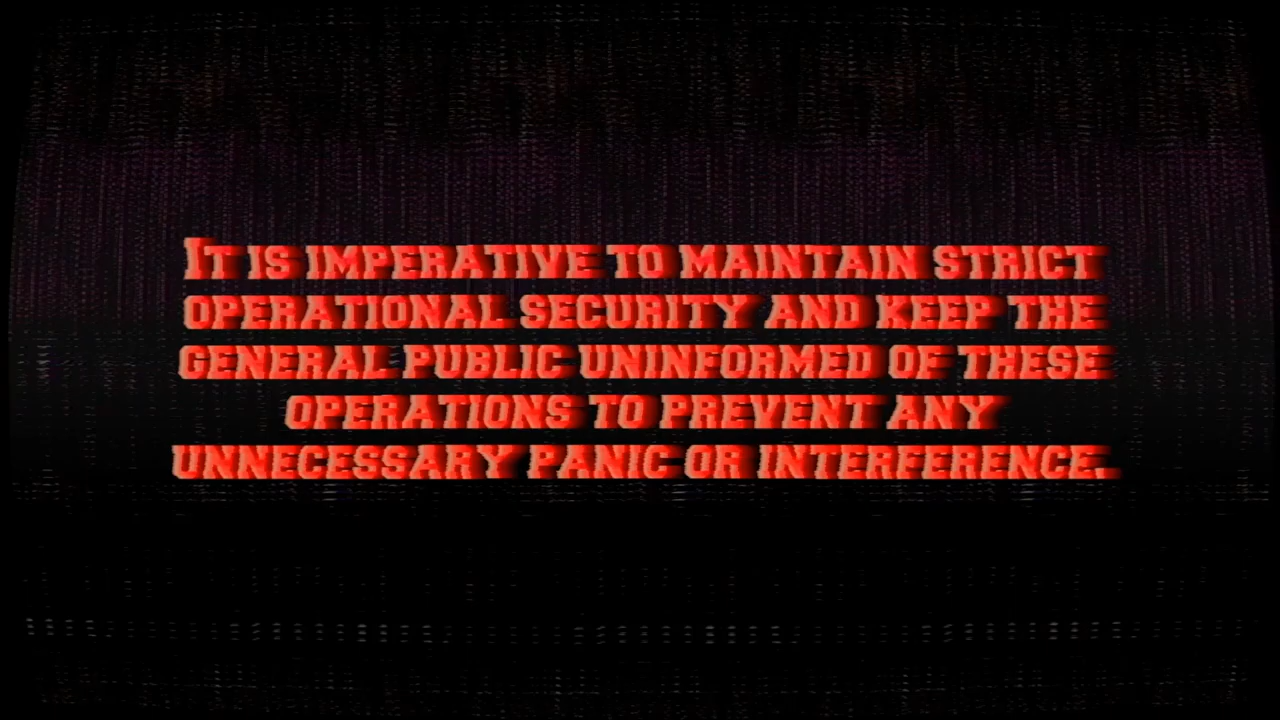 It is imperative to maintain strict
operational security and keep the
general public uninformed of these
operations to prevent any
unnecessary panic or interference.